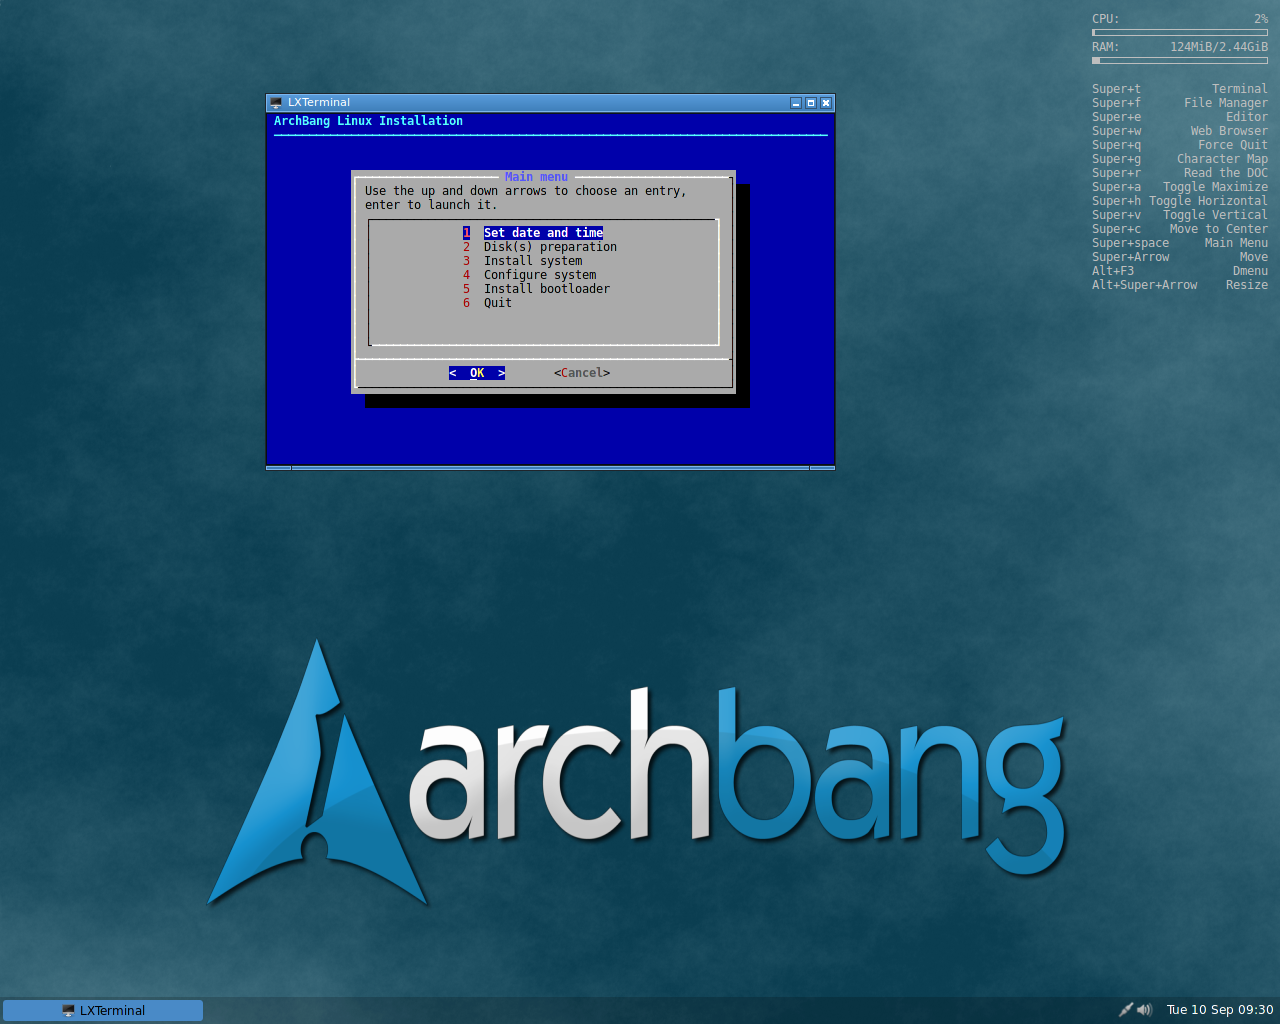 CPU: 2%
RAM: 124MiB/2.44GiB
Super+t Terminal
Super+f File Manager
Super+e Editor
Super+w Web Browser
Super+q Force Quit
Super+g Character Map
Super+r Read the DOC
Super+a Toggle Maximize
Super+h Toggle Horizontal
Super+v Toggle Vertical
Super+c Move to Center
Super+space Main Menu
Super+Arrow Move
Alt+F3 Dmenu
Alt+Super+Arrow Resize
LXTerminal
ArchBang Linux Installation
Main menu
Use the up and down arrows to choose an entry,
enter to launch it.
1 Set date and time
2 Disk(s) preparation
3 Install system
4 Configure system
5 Install bootloader
6 Quit
< OK > <Cancel>
archbang
LXTerminal
Tue 10 Sep 09:30